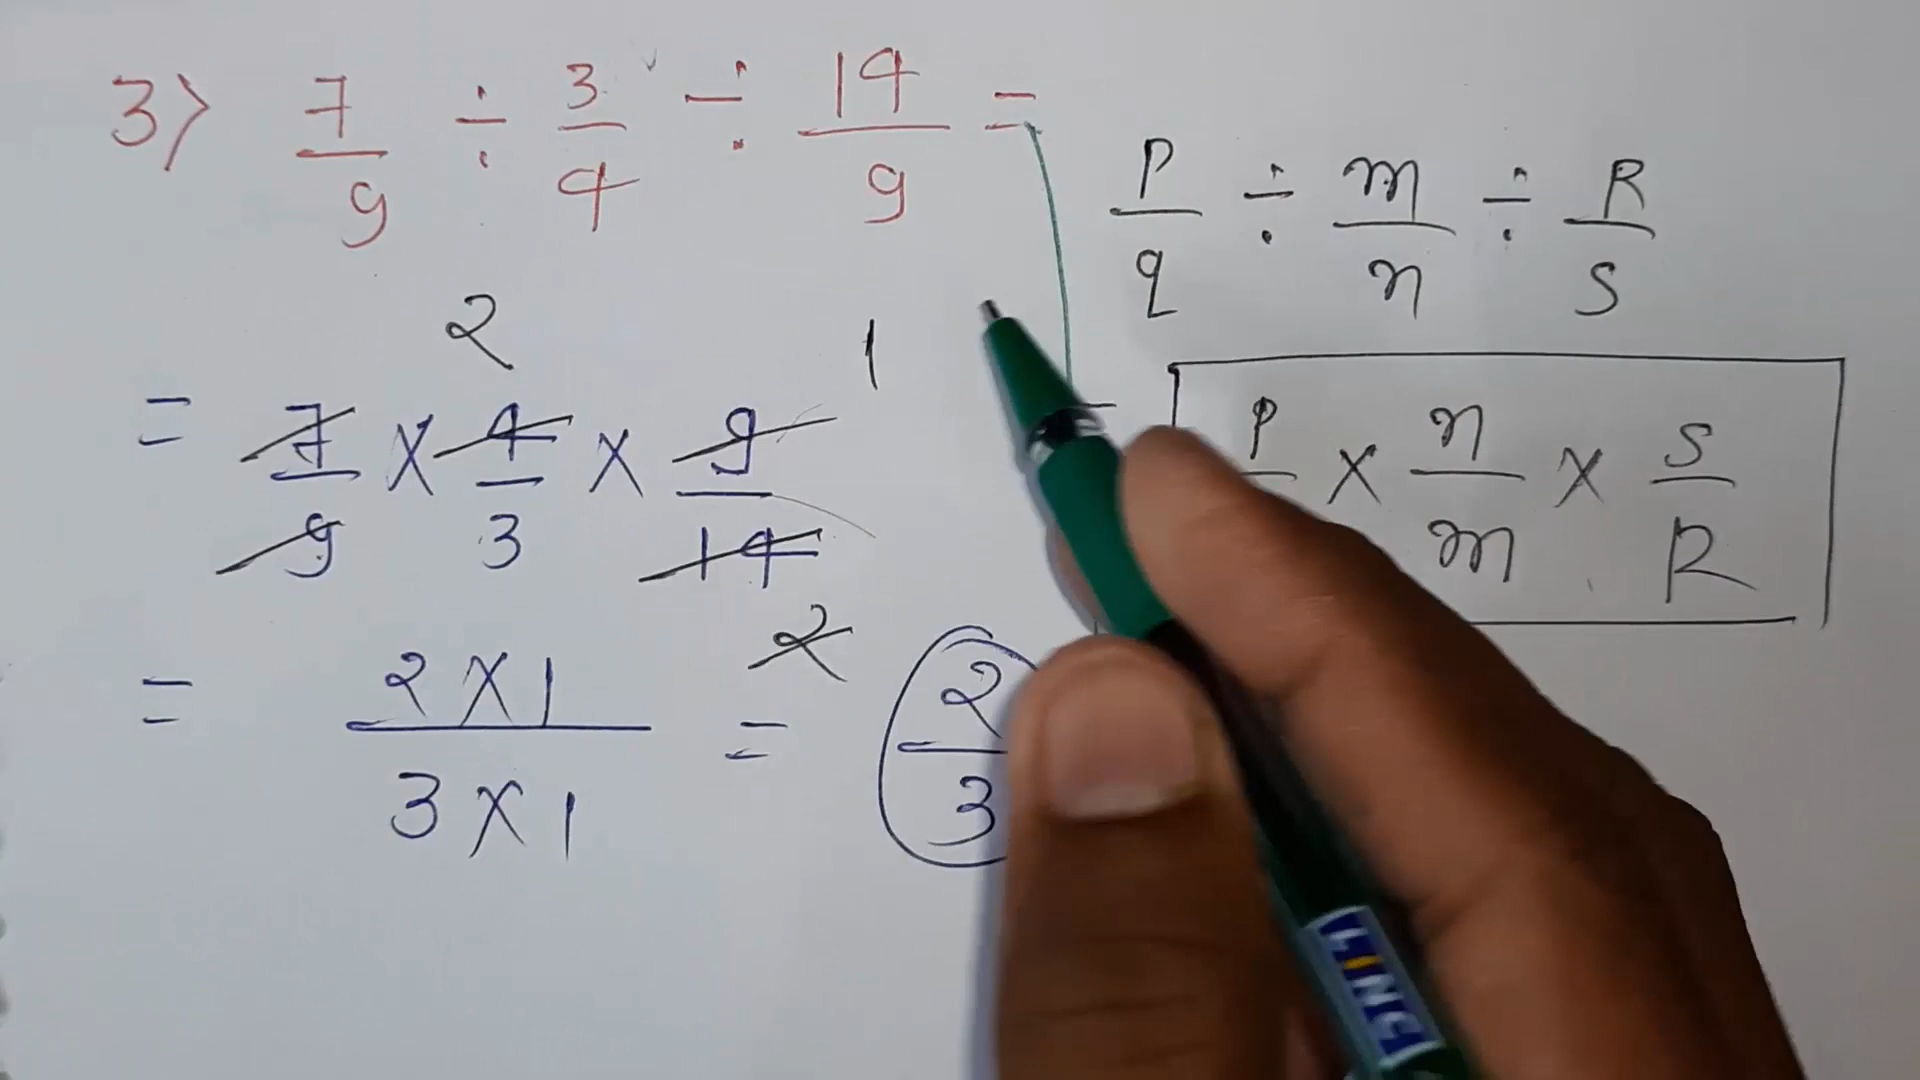 3) 7/9 ÷ 3/4 ÷ 14/9 =
2 1
= 7/9 × 4/3 × 9/14
2
= 2×1/3×1 = 2/3
P/q ÷ m/n ÷ R/S
P × n/m × S/R
LINC